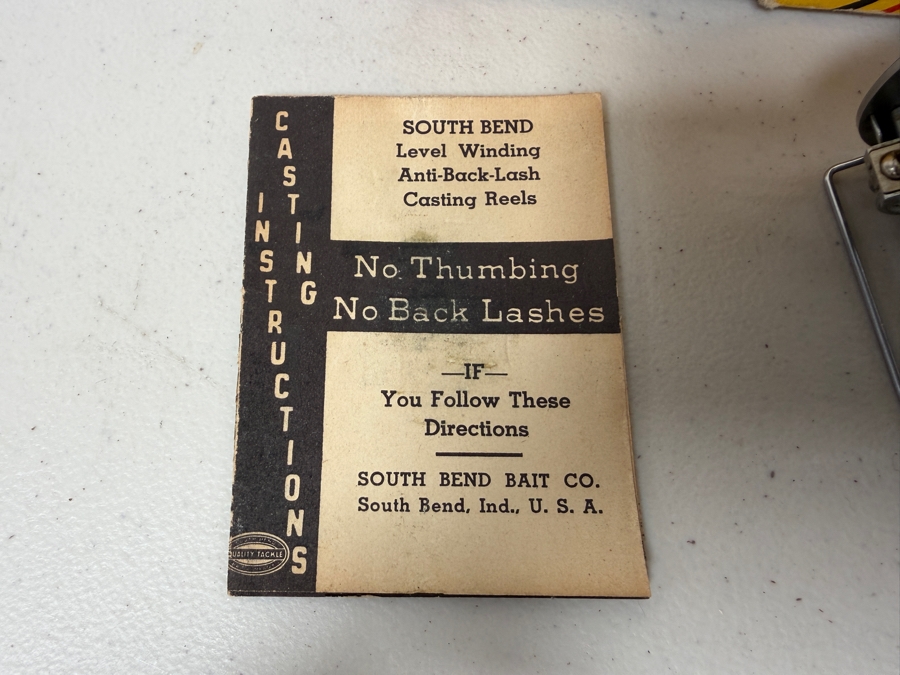 CASTING
INSTRUCTIONS
SOUTH BEND
Level Winding
Anti-Back-Lash
Casting Reels
No Thumbing
No Back Lashes
—IF—
You Follow These
Directions
SOUTH BEND BAIT CO.
South Bend, Ind., U. S. A.
QUALITY TACKLE